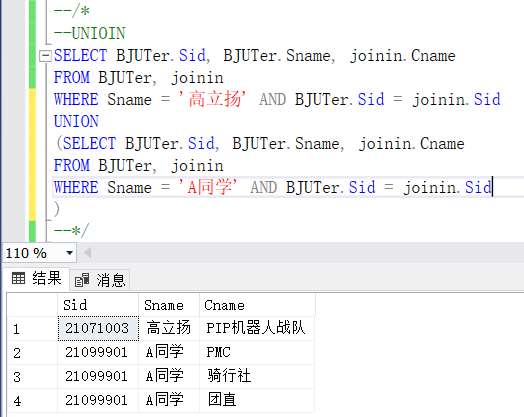 --/*
--UNIOIN
SELECT BJUTer.Sid, BJUTer.Sname, joinin.Cname
FROM BJUTer, joinin
WHERE Sname = '高立扬' AND BJUTer.Sid = joinin.Sid
UNION
(SELECT BJUTer.Sid, BJUTer.Sname, joinin.Cname
FROM BJUTer, joinin
WHERE Sname = 'A同学' AND BJUTer.Sid = joinin.Sid
)
--*/
110 %
结果 消息
Sid Sname Cname
1 21071003 高立扬 PIP机器人战队
2 21099901 A同学 PMC
3 21099901 A同学 骑行社
4 21099901 A同学 团直